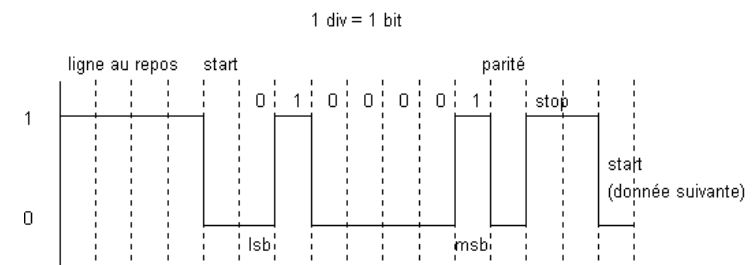 1 div = 1 bit
ligne au repos start parité
0 1 0 0 0 0 1 stop
1
start
(donnée suivante)
0
lsb msb